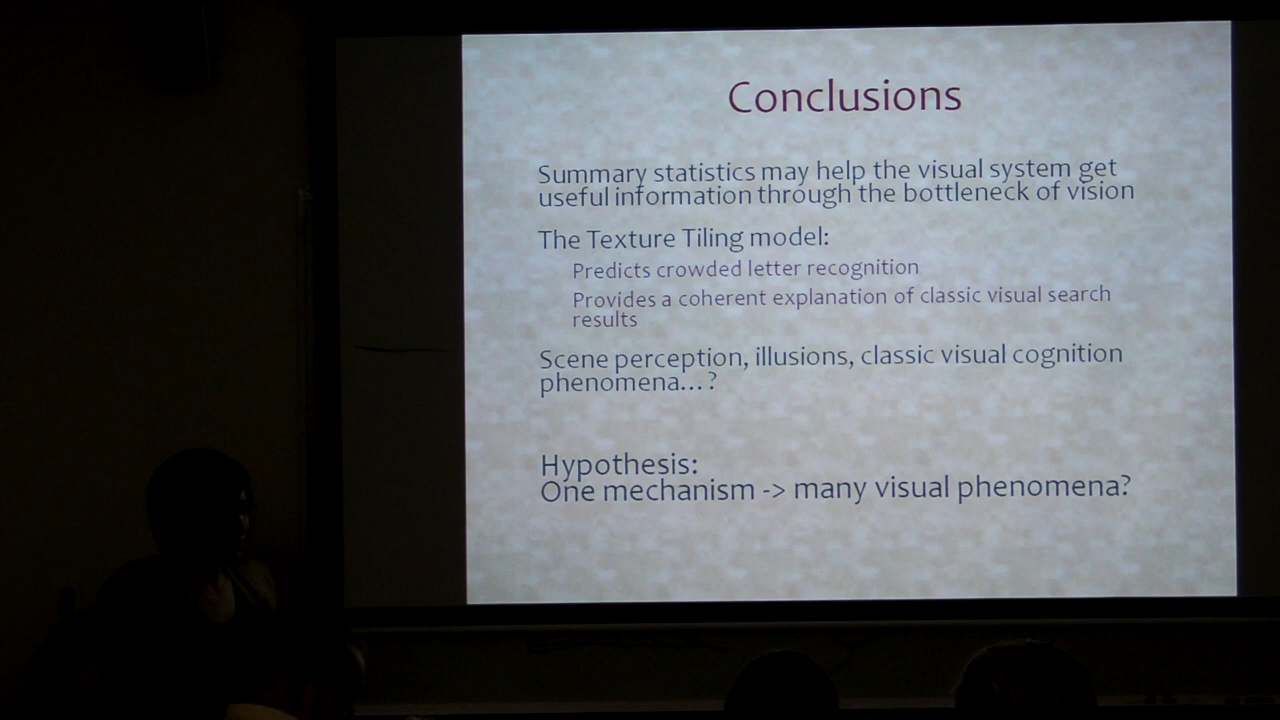 Conclusions
Summary statistics may help the visual system get
useful information through the bottleneck of vision
The Texture Tiling model:
Predicts crowded letter recognition
Provides a coherent explanation of classic visual search
results
Scene perception, illusions, classic visual cognition
phenomena...?
Hypothesis:
One mechanism -> many visual phenomena?